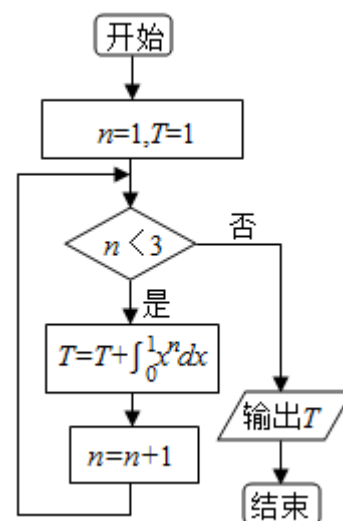 开始
n=1,T=1
n<3
否
是
T=T+∫₀¹xⁿdx
输出T
n=n+1
结束